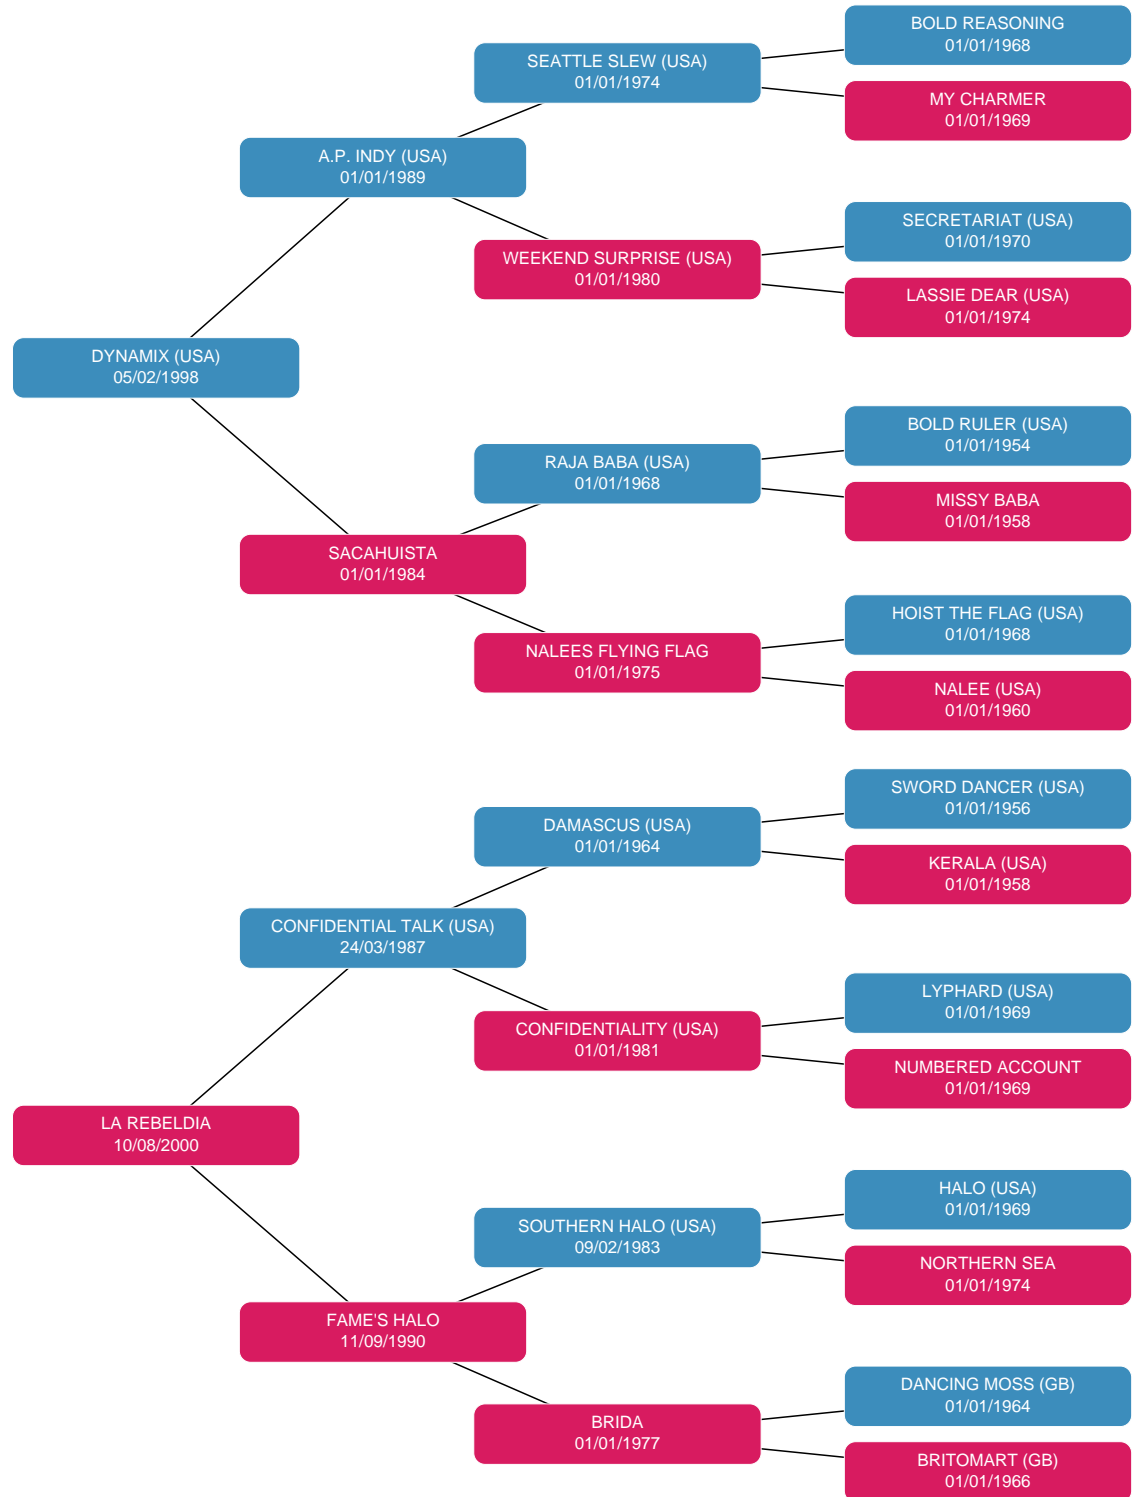 BOLD REASONING
01/01/1968
SEATTLE SLEW (USA)
01/01/1974
MY CHARMER
01/01/1969
A.P. INDY (USA)
01/01/1989
SECRETARIAT (USA)
01/01/1970
WEEKEND SURPRISE (USA)
01/01/1980
LASSIE DEAR (USA)
01/01/1974
DYNAMIX (USA)
05/02/1998
BOLD RULER (USA)
01/01/1954
RAJA BABA (USA)
01/01/1968
MISSY BABA
01/01/1958
SACAHUISTA
01/01/1984
HOIST THE FLAG (USA)
01/01/1968
NALEES FLYING FLAG
01/01/1975
NALEE (USA)
01/01/1960
SWORD DANCER (USA)
01/01/1956
DAMASCUS (USA)
01/01/1964
KERALA (USA)
01/01/1958
CONFIDENTIAL TALK (USA)
24/03/1987
LYPHARD (USA)
01/01/1969
CONFIDENTIALITY (USA)
01/01/1981
NUMBERED ACCOUNT
01/01/1969
LA REBELDIA
10/08/2000
HALO (USA)
01/01/1969
SOUTHERN HALO (USA)
09/02/1983
NORTHERN SEA
01/01/1974
FAME'S HALO
11/09/1990
DANCING MOSS (GB)
01/01/1964
BRIDA
01/01/1977
BRITOMART (GB)
01/01/1966